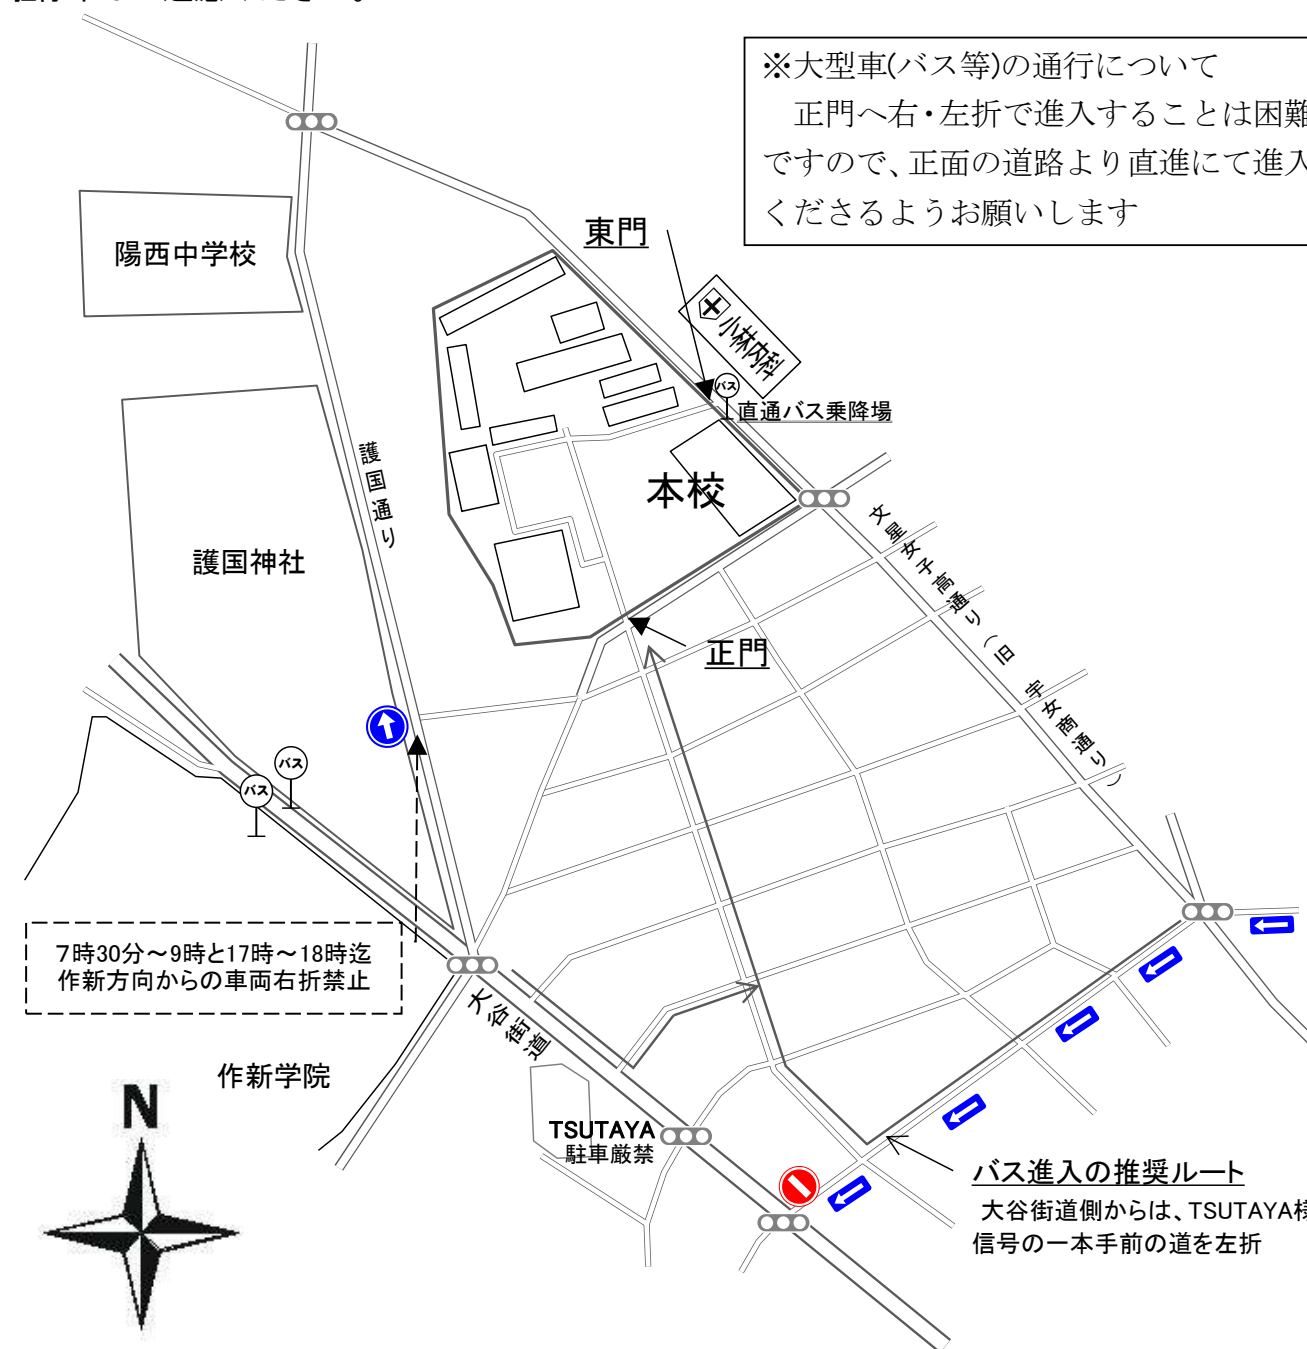 ※大型車(バス等)の通行について
正門へ右・左折で進入することは困難
ですので、正面の道路より直進にて進入
くださるようお願いします
陽西中学校
東門
小林内科
バス
直通バス乗降場
護国通り
本校
護国神社
文星女子高通り(旧 宇女商通り)
正門
バス
バス
7時30分～9時と17時～18時迄
作新方向からの車両右折禁止
大谷街道
作新学院
N
TSUTAYA
駐車厳禁
バス進入の推奨ルート
大谷街道側からは、TSUTAYA様
信号の一本手前の道を左折